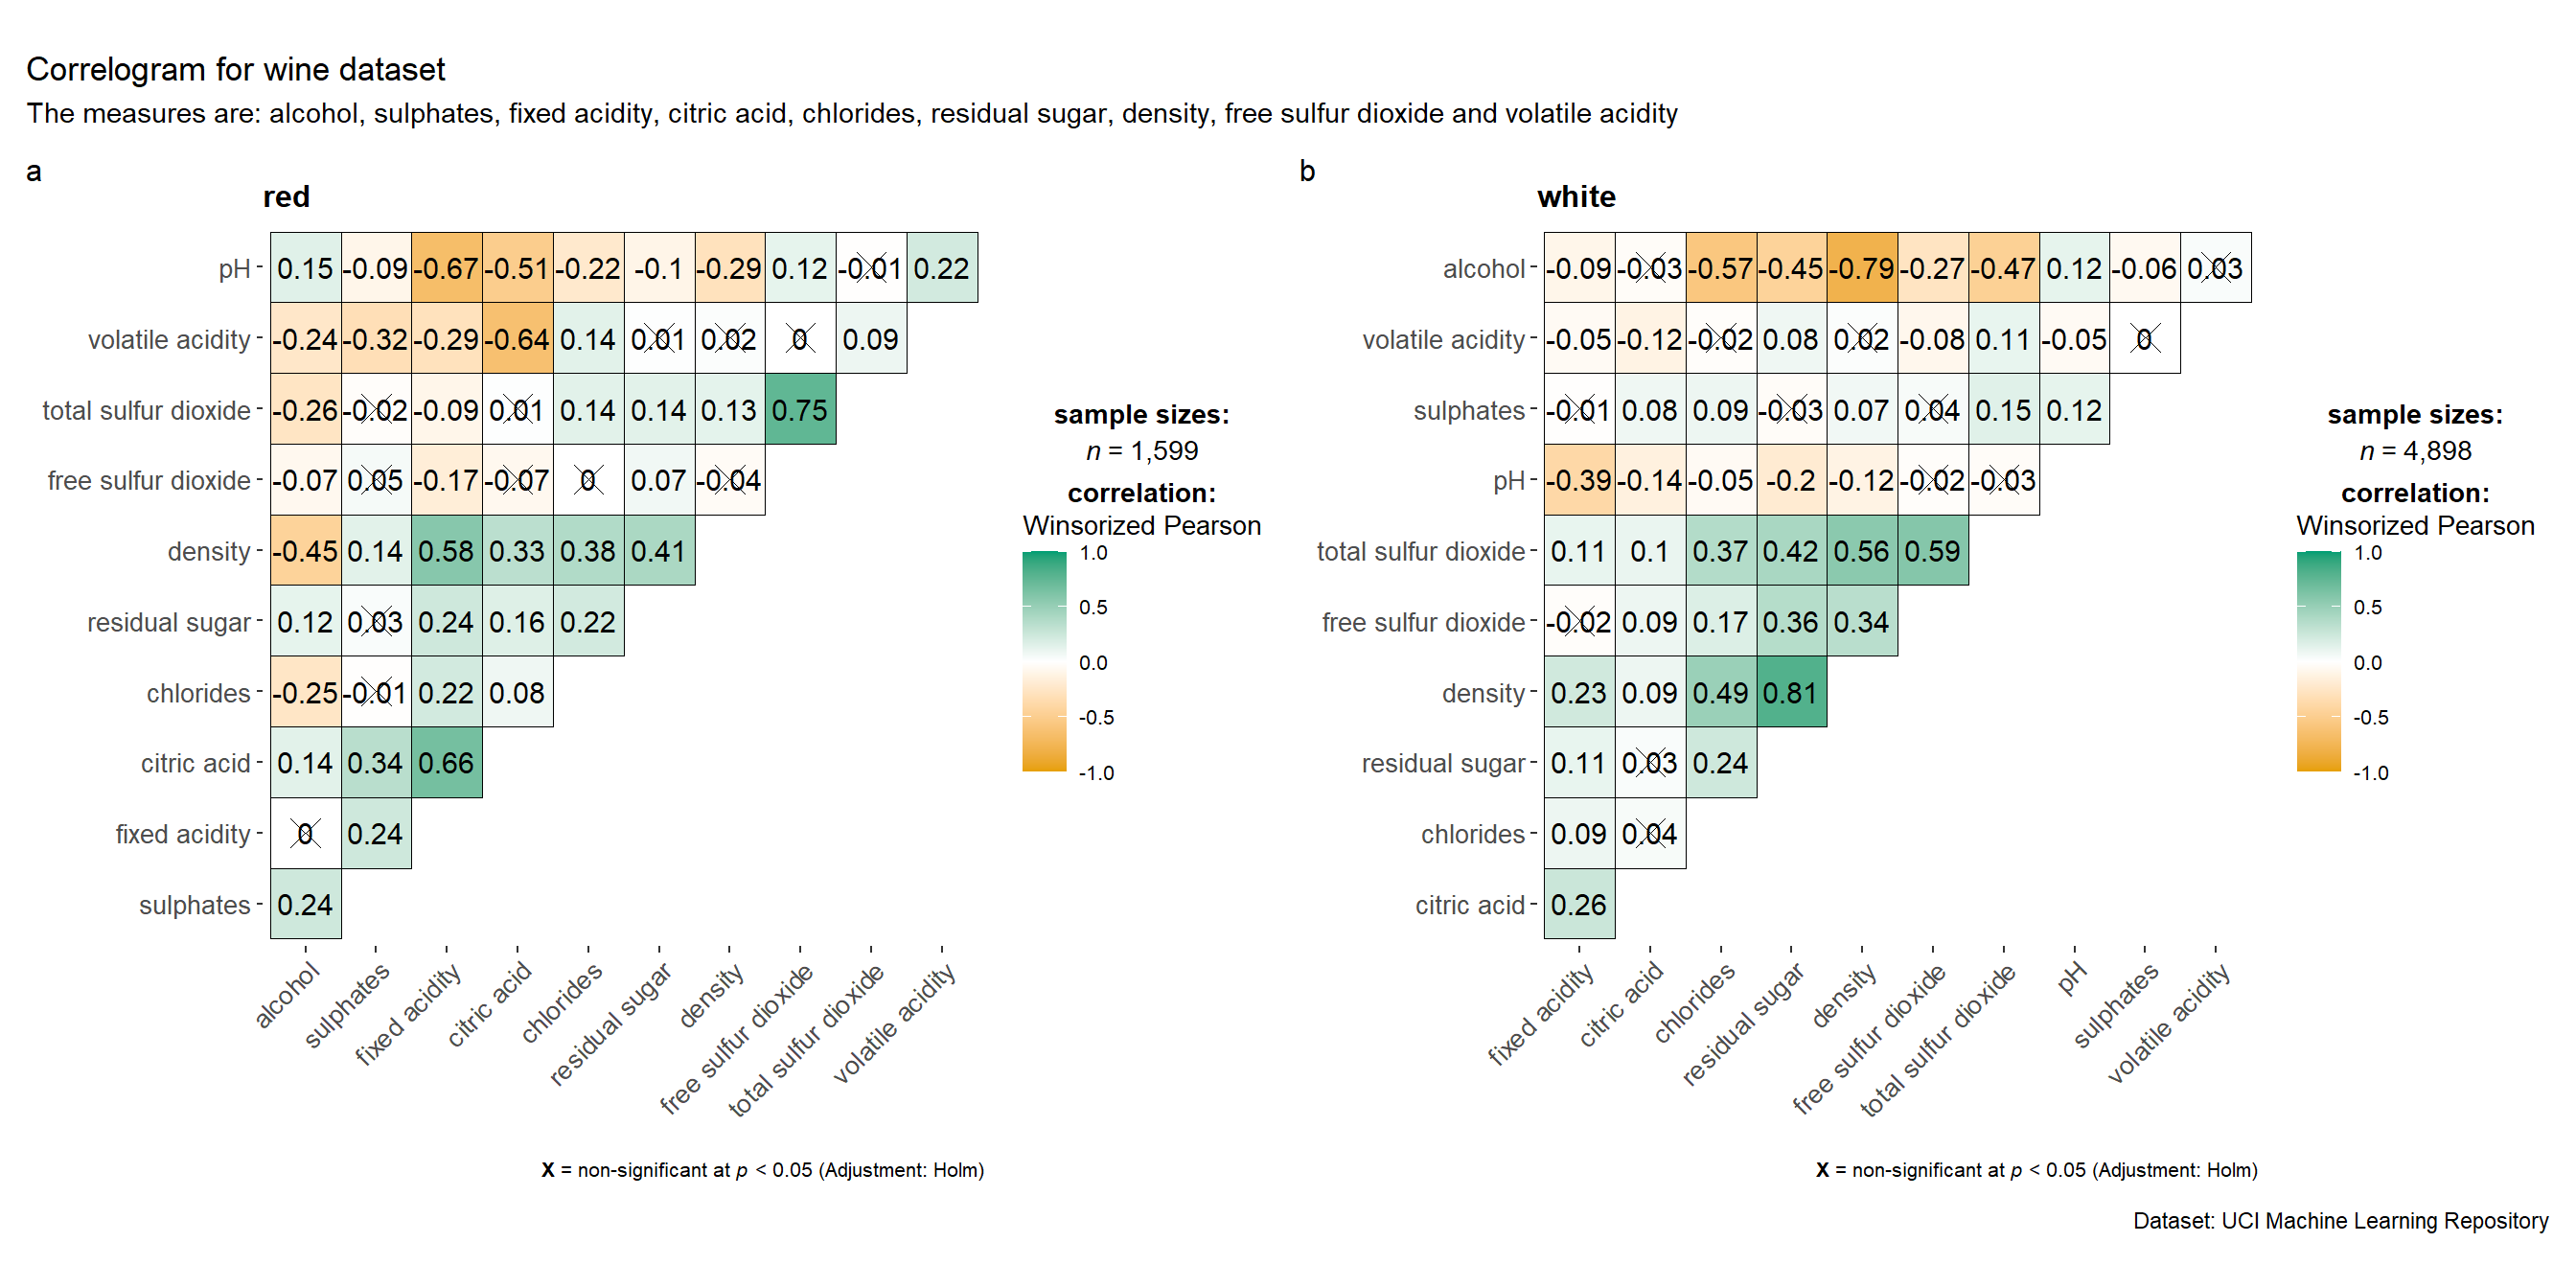 Correlogram for wine dataset
The measures are: alcohol, sulphates, fixed acidity, citric acid, chlorides, residual sugar, density, free sulfur dioxide and volatile acidity
a
red
pH 0.15 -0.09 -0.67 -0.51 -0.22 -0.1 -0.29 0.12 -0.01 0.22
volatile acidity -0.24 -0.32 -0.29 -0.64 0.14 0.01 0.02 0 0.09
total sulfur dioxide -0.26 -0.02 -0.09 0.01 0.14 0.14 0.13 0.75
free sulfur dioxide -0.07 0.05 -0.17 -0.07 0 0.07 -0.04
density -0.45 0.14 0.58 0.33 0.38 0.41
residual sugar 0.12 0.03 0.24 0.16 0.22
chlorides -0.25 -0.01 0.22 0.08
citric acid 0.14 0.34 0.66
fixed acidity 0 0.24
sulphates 0.24
alcohol sulphates fixed acidity citric acid chlorides residual sugar density free sulfur dioxide total sulfur dioxide volatile acidity
sample sizes:
n = 1,599
correlation:
Winsorized Pearson
1.0
0.5
0.0
-0.5
-1.0
X = non-significant at p < 0.05 (Adjustment: Holm)
b
white
alcohol -0.09 -0.03 -0.57 -0.45 -0.79 -0.27 -0.47 0.12 -0.06 0.03
volatile acidity -0.05 -0.12 -0.02 0.08 0.02 -0.08 0.11 -0.05 0
sulphates -0.01 0.08 0.09 -0.03 0.07 0.04 0.15 0.12
pH -0.39 -0.14 -0.05 -0.2 -0.12 -0.02 -0.03
total sulfur dioxide 0.11 0.1 0.37 0.42 0.56 0.59
free sulfur dioxide -0.02 0.09 0.17 0.36 0.34
density 0.23 0.09 0.49 0.81
residual sugar 0.11 0.03 0.24
chlorides 0.09 0.04
citric acid 0.26
fixed acidity citric acid chlorides residual sugar density free sulfur dioxide total sulfur dioxide pH sulphates volatile acidity
sample sizes:
n = 4,898
correlation:
Winsorized Pearson
1.0
0.5
0.0
-0.5
-1.0
X = non-significant at p < 0.05 (Adjustment: Holm)
Dataset: UCI Machine Learning Repository